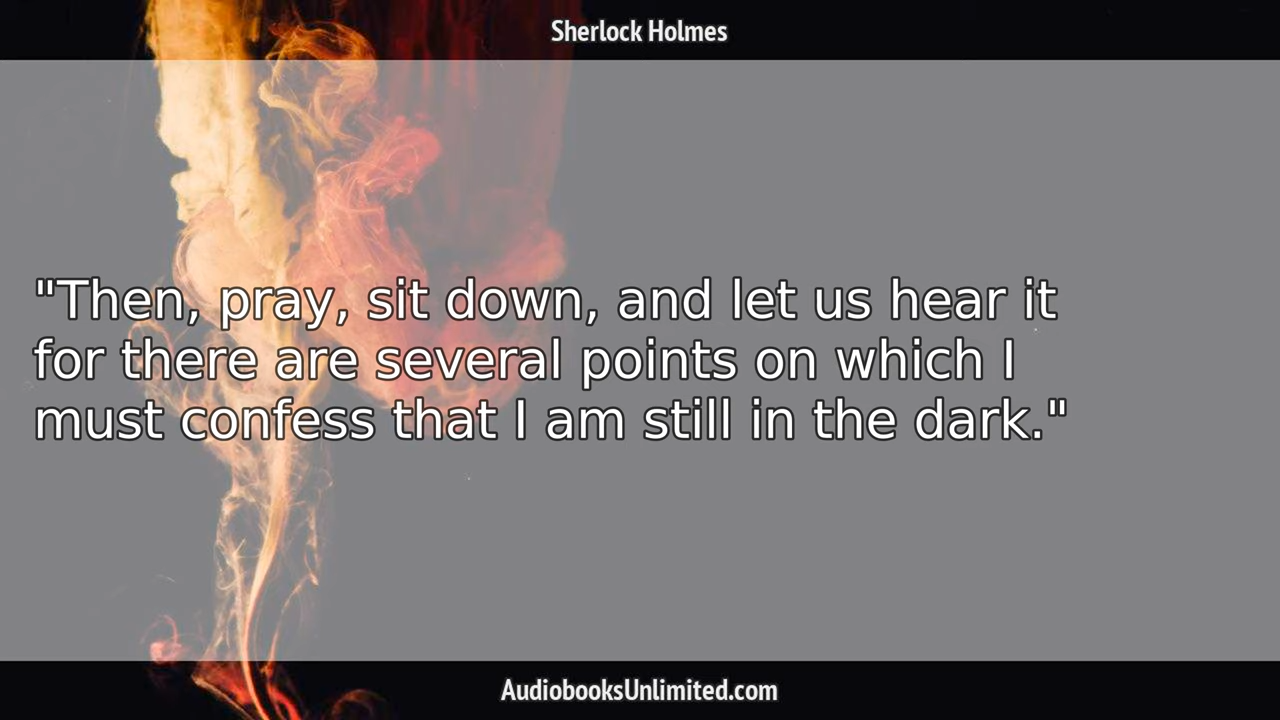 Sherlock Holmes
"Then, pray, sit down, and let us hear it
for there are several points on which I
must confess that I am still in the dark."
AudiobooksUnlimited.com